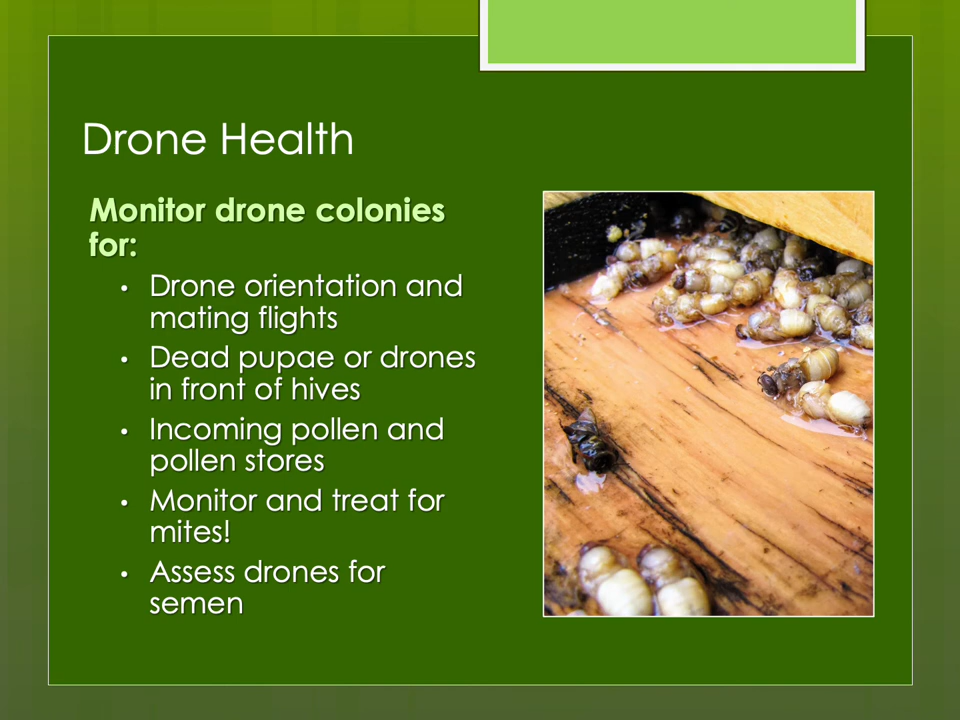 Drone Health
Monitor drone colonies
for:
• Drone orientation and
mating flights
• Dead pupae or drones
in front of hives
• Incoming pollen and
pollen stores
• Monitor and treat for
mites!
• Assess drones for
semen